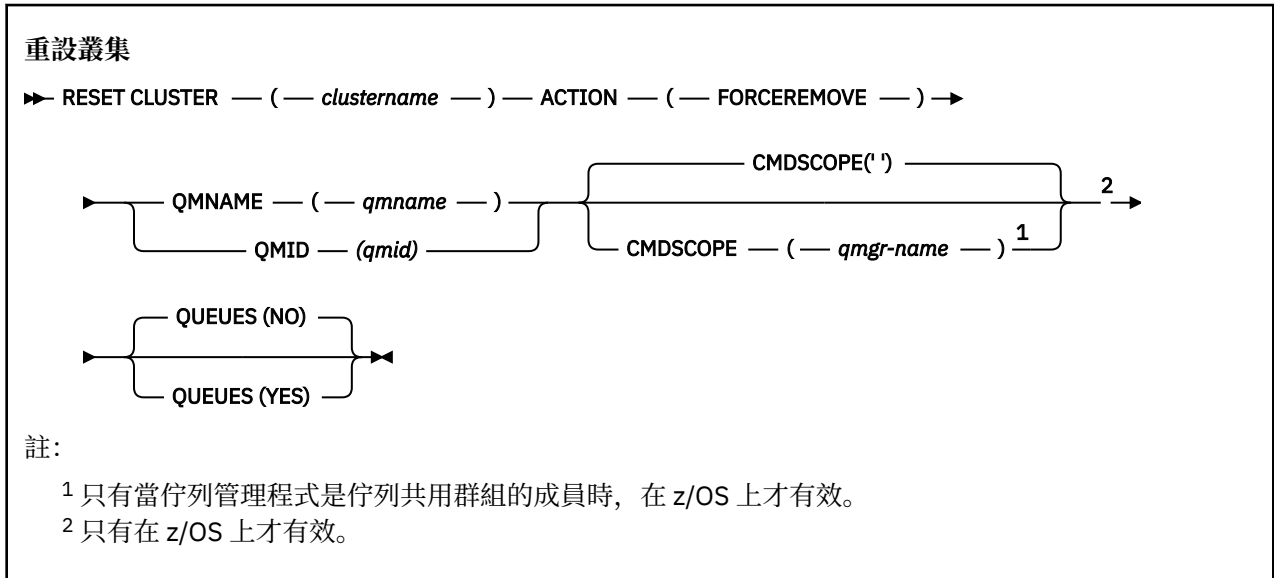 重設叢集
RESET CLUSTER ( clustername ) ACTION ( FORCEREMOVE )
CMDSCOPE(' ')
QMNAME ( qmname ) 2
QMID (qmid) CMDSCOPE ( qmgr-name ) 1
QUEUES (NO)
QUEUES (YES)
註：
1 只有當佇列管理程式是佇列共用群組的成員時，在 z/OS 上才有效。
2 只有在 z/OS 上才有效。